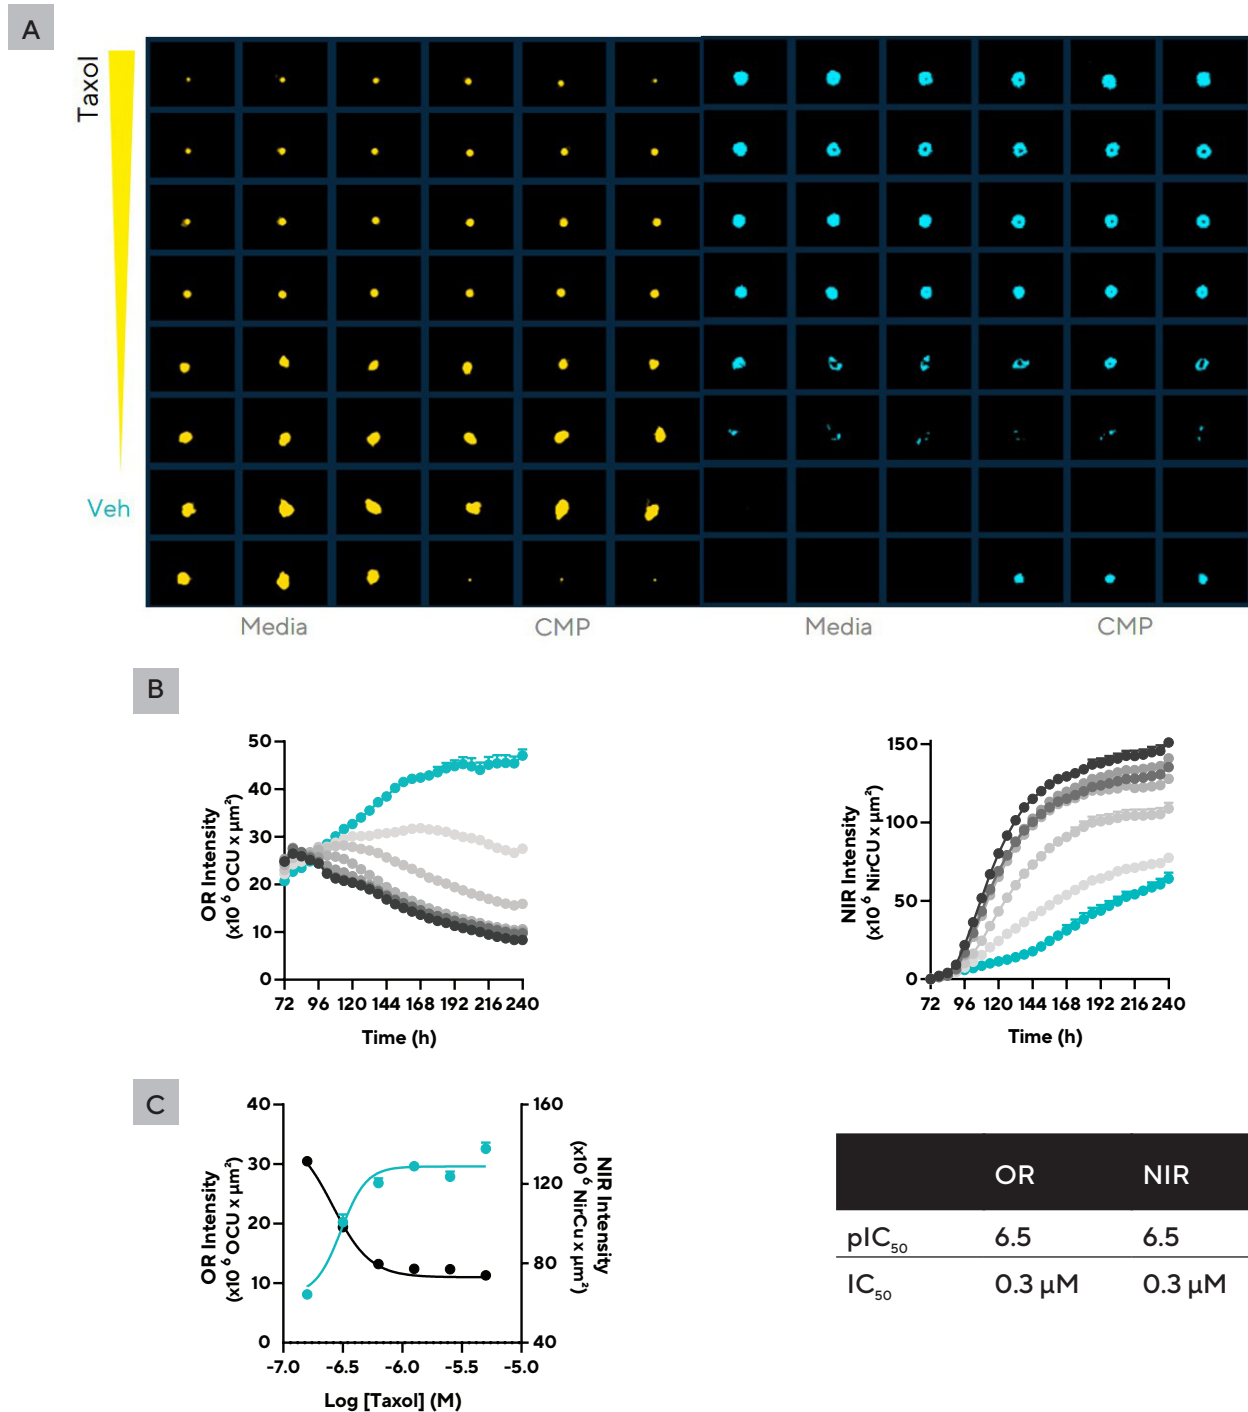 A
Taxol
Veh
Media
CMP
Media
CMP
B
OR Intensity
(x10⁶ OCU x µm²)
50
40
30
20
10
0
72 96 120 144 168 192 216 240
Time (h)
NIR Intensity
(x10⁶ NirCU x µm²)
150
100
50
0
72 96 120 144 168 192 216 240
Time (h)
C
OR Intensity
(x10⁶ OCU x µm²)
40
30
20
10
0
160
120
80
40
NIR Intensity
(x10⁶ NirCu x µm²)
-7.0 -6.5 -6.0 -5.5 -5.0
Log [Taxol] (M)
OR NIR
pIC₅₀ 6.5 6.5
IC₅₀ 0.3 µM 0.3 µM